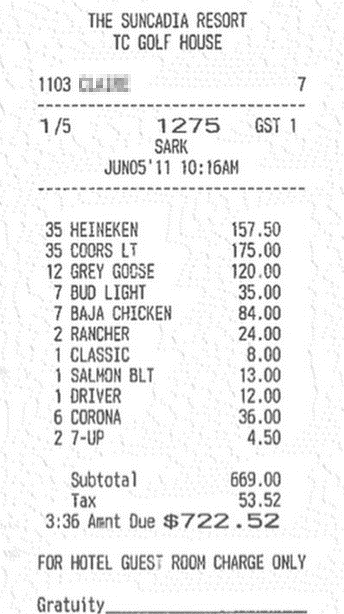 THE SUNCADIA RESORT
TC GOLF HOUSE
1103 7
1/5 1275 GST 1
SARK
JUN05'11 10:16AM
35 HEINEKEN 157.50
35 COORS LT 175.00
12 GREY GOOSE 120.00
7 BUD LIGHT 35.00
7 BAJA CHICKEN 84.00
2 RANCHER 24.00
1 CLASSIC 8.00
1 SALMON BLT 13.00
1 DRIVER 12.00
6 CORONA 36.00
2 7-UP 4.50
Subtotal 669.00
Tax 53.52
3:36 Amnt Due $722.52
FOR HOTEL GUEST ROOM CHARGE ONLY
Gratuity